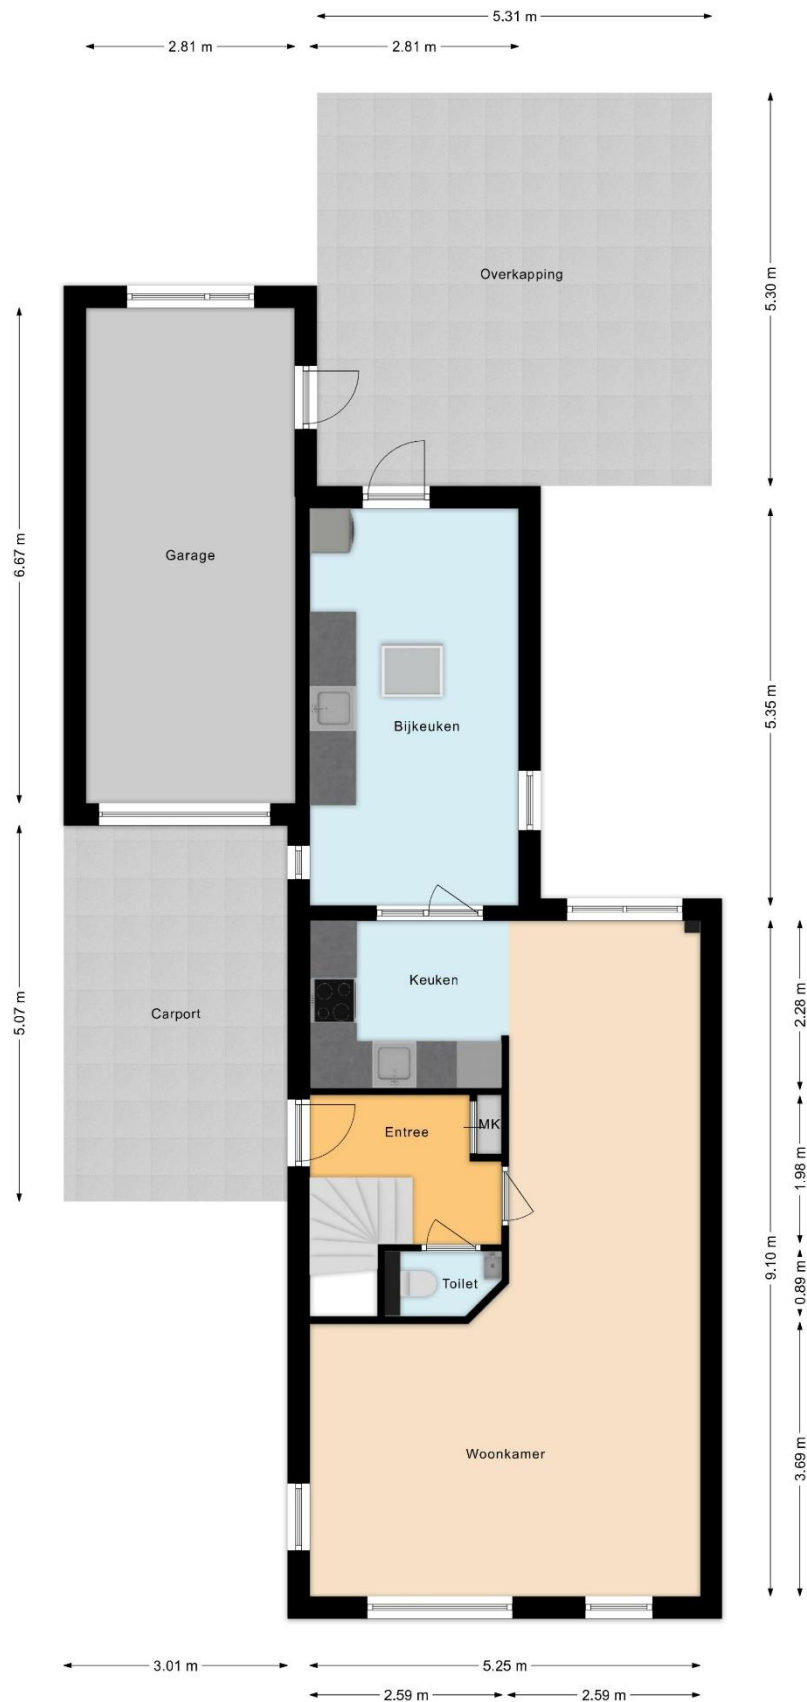 5.31 m
2.81 m
2.81 m
Overkapping
5.30 m
Garage
6.67 m
Bijkeuken
5.35 m
Keuken
2.28 m
Carport
5.07 m
MK
Entree
1.98 m
9.10 m
0.89 m
Toilet
Woonkamer
3.69 m
3.01 m
5.25 m
2.59 m
2.59 m